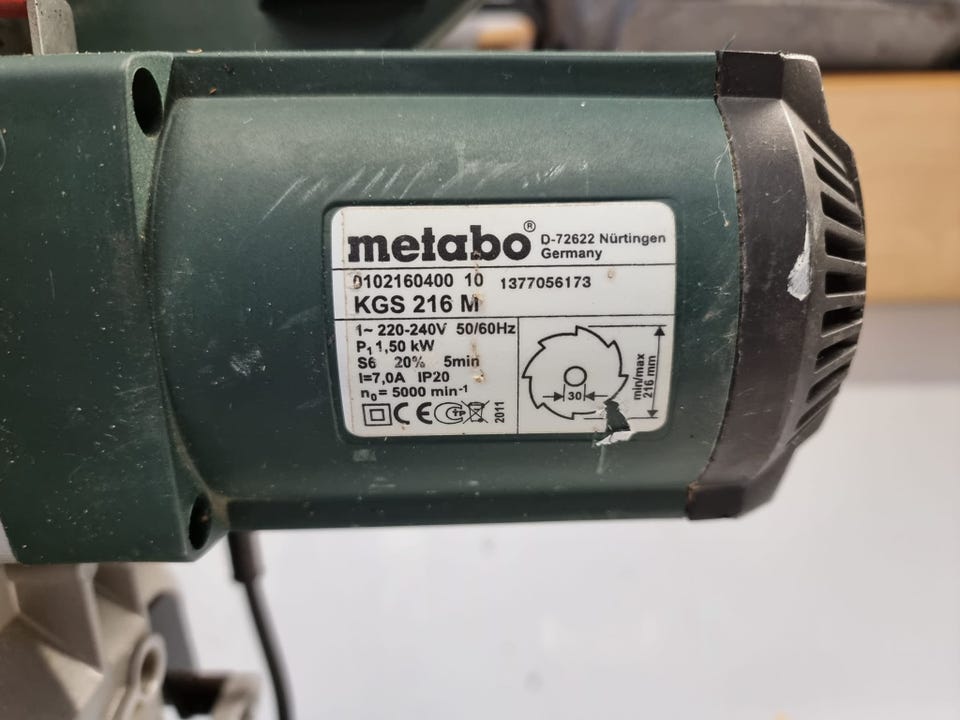 metabo® D-72622 Nürtingen
Germany
0102160400 10 1377056173
KGS 216 M
1~ 220-240V 50/60Hz
P₁ 1,50 kW
S6 20% 5min
I=7,0A IP20
n₀= 5000 min⁻¹
CE 2011
30
min/max
216 mm